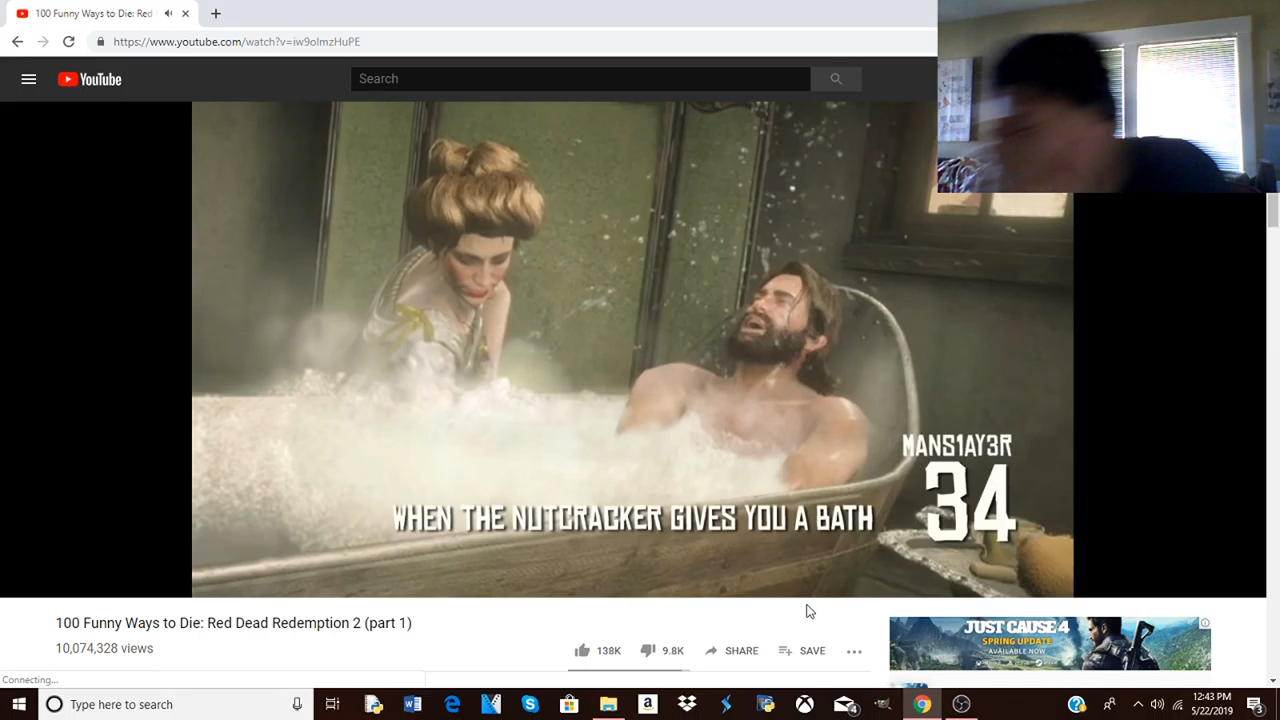 100 Funny Ways to Die: Red
https://www.youtube.com/watch?v=iw9olmzHuPE
YouTube
Search
MANS1AY3R
34
WHEN THE NUTCRACKER GIVES YOU A BATH
100 Funny Ways to Die: Red Dead Redemption 2 (part 1)
10,074,328 views
138K
9.8K
SHARE
SAVE
JUST CAUSE 4
SPRING UPDATE
AVAILABLE NOW
Connecting...
Type here to search
4
12:43 PM
5/22/2019
3